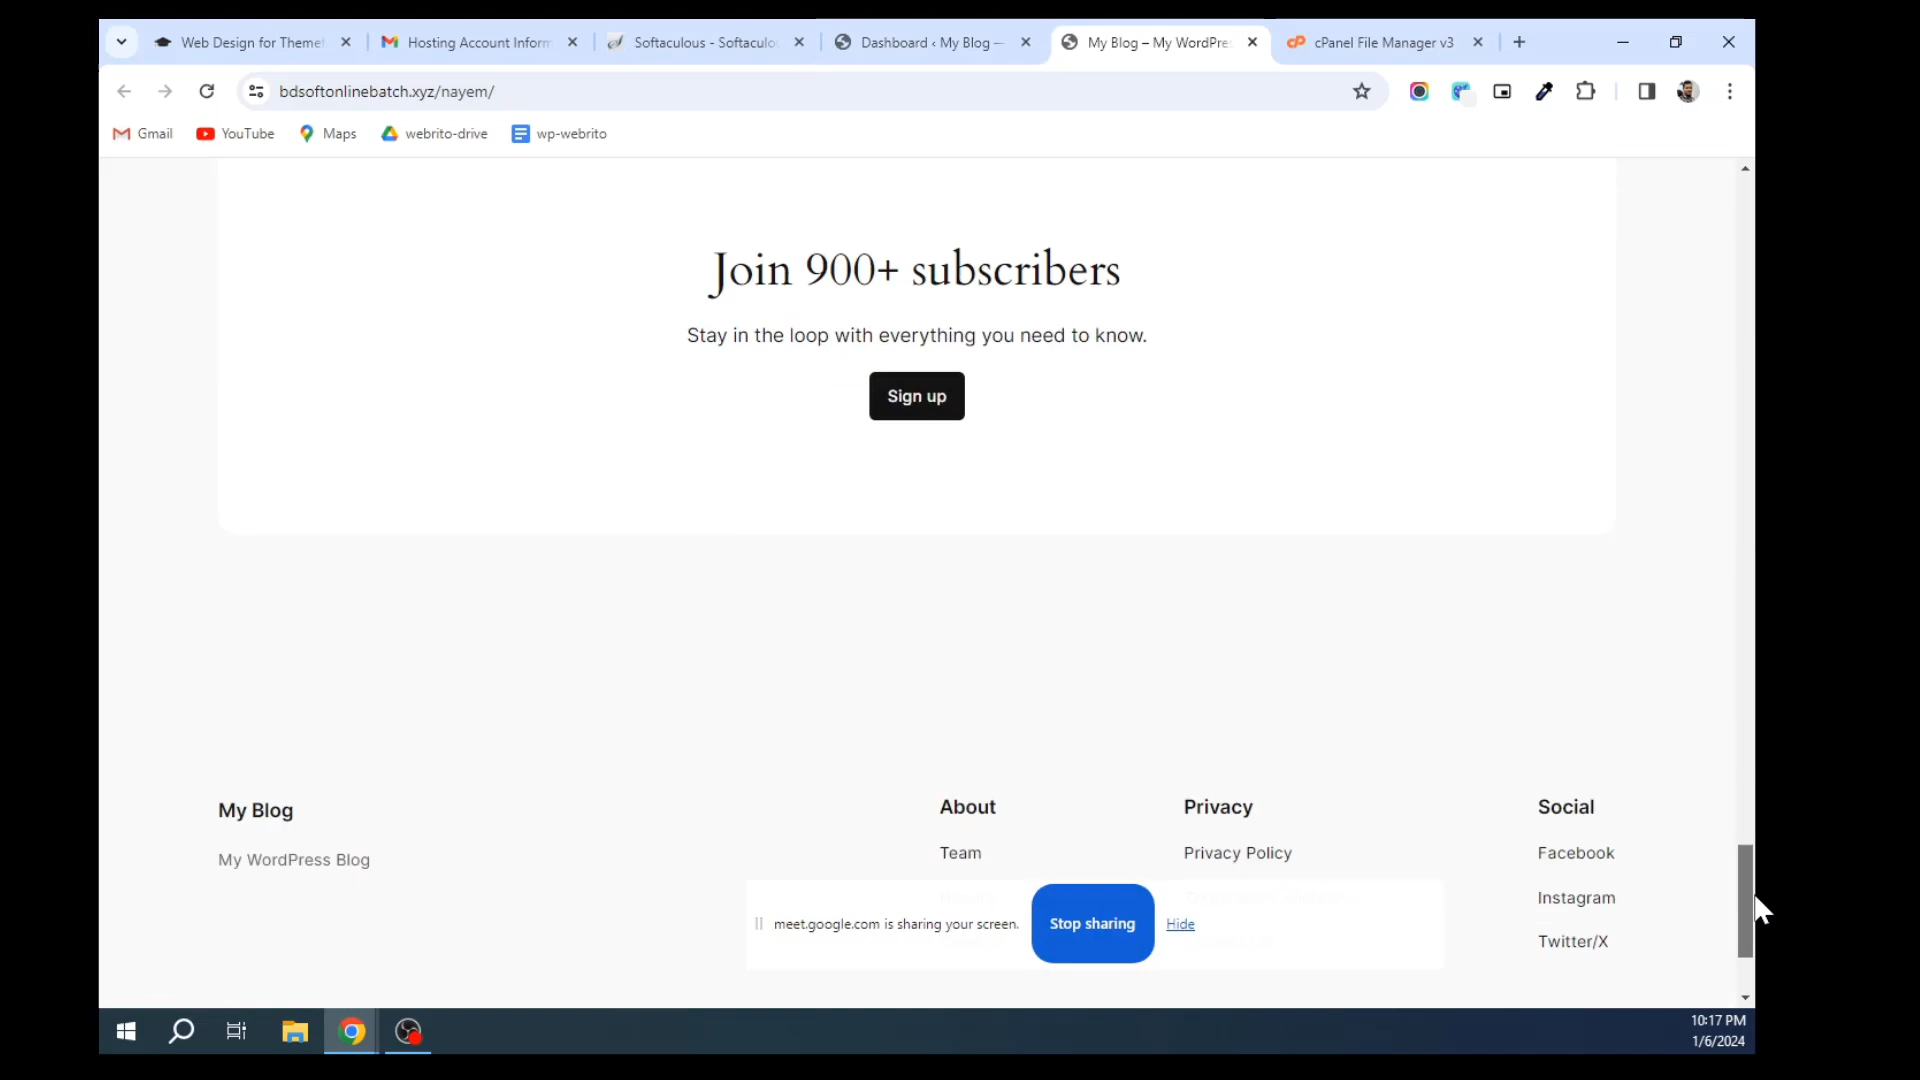 Web Design for Theme
Hosting Account Inform
Softaculous - Softaculo
Dashboard ‹ My Blog —
My Blog – My WordPre
cPanel File Manager v3
bdsoftonlinebatch.xyz/nayem/
Gmail
YouTube
Maps
webrito-drive
wp-webrito
Join 900+ subscribers
Stay in the loop with everything you need to know.
Sign up
My Blog
My WordPress Blog
About
Team
Privacy
Privacy Policy
Social
Facebook
Instagram
Twitter/X
meet.google.com is sharing your screen.
Stop sharing
Hide
10:17 PM
1/6/2024